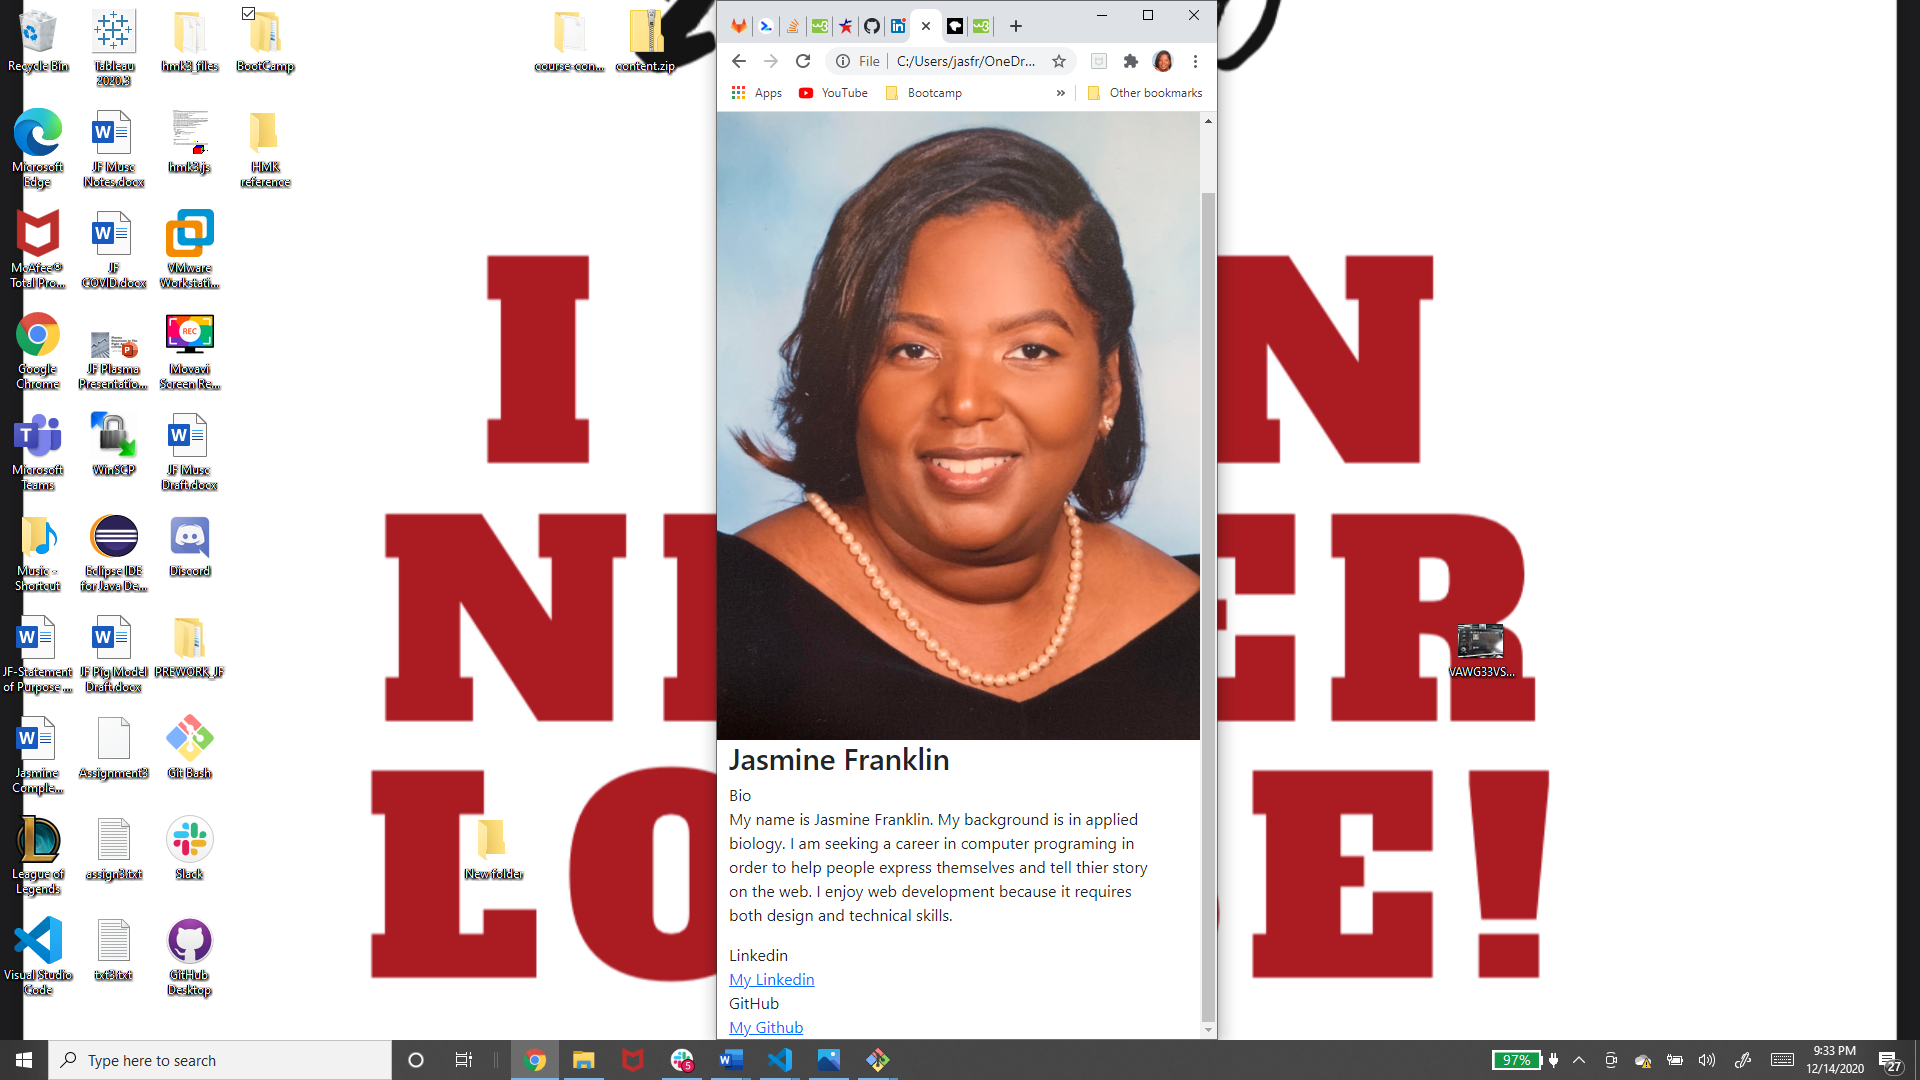 File
C:/Users/jasfr/OneDr...
Apps
YouTube
Bootcamp
»
Other bookmarks
Recycle Bin
Tableau
2020.3
hmk3_files
BootCamp
course-con...
content.zip
Microsoft
Edge
JF Musc
Notes.docx
hmk3.js
HMK
reference
McAfee®
Total Pro...
JF
COVID.docx
VMware
Workstati...
Google
Chrome
JF Plasma
Presentatio...
REC
Movavi
Screen Re...
Microsoft
Teams
WinSCP
JF Musc
Draft.docx
Music -
Shortcut
Eclipse IDE
for Java De...
Discord
JF-Statement
of Purpose ...
JF Pig Model
Draft.docx
PREWORK_JF
Jasmine
Comple...
Assignment3
Git Bash
League of
Legends
assign3.txt
Slack
Visual Studio
Code
txt3.txt
GitHub
Desktop
New folder
VAWG33VS...
I N
N ER
LO E!
Jasmine Franklin
Bio
My name is Jasmine Franklin. My background is in applied
biology. I am seeking a career in computer programing in
order to help people express themselves and tell thier story
on the web. I enjoy web development because it requires
both design and technical skills.
Linkedin
My Linkedin
GitHub
My Github
Type here to search
5
97%
9:33 PM
12/14/2020
27